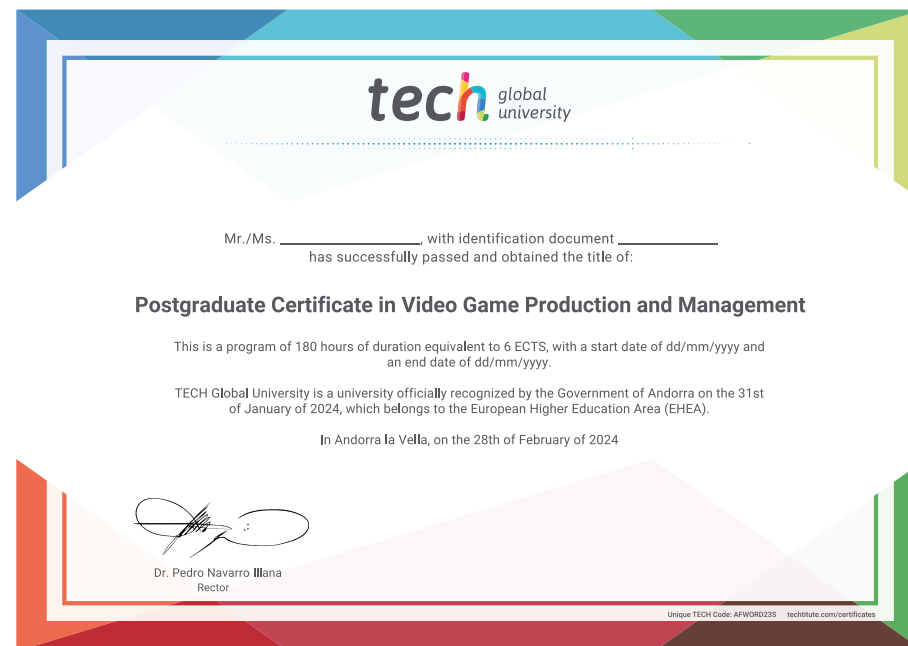 tech global
university
Mr./Ms. ____________, with identification document ____________
has successfully passed and obtained the title of:
Postgraduate Certificate in Video Game Production and Management
This is a program of 180 hours of duration equivalent to 6 ECTS, with a start date of dd/mm/yyyy and
an end date of dd/mm/yyyy.
TECH Global University is a university officially recognized by the Government of Andorra on the 31st
of January of 2024, which belongs to the European Higher Education Area (EHEA).
In Andorra la Vella, on the 28th of February of 2024
Dr. Pedro Navarro Illana
Rector
Unique TECH Code: AFWORD23S techtitute.com/certificates